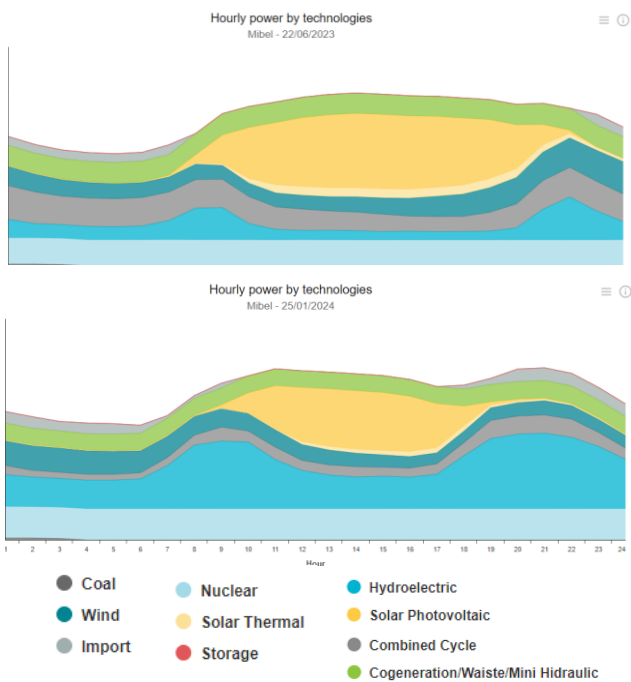 Hourly power by technologies
Mibel - 22/06/2023
Hourly power by technologies
Mibel - 25/01/2024
1 2 3 4 5 6 7 8 9 10 11 12 13 14 15 16 17 18 19 20 21 22 23 24
Hour
Coal
Nuclear
Hydroelectric
Wind
Solar Thermal
Solar Photovoltaic
Import
Storage
Combined Cycle
Cogeneration/Waiste/Mini Hidraulic